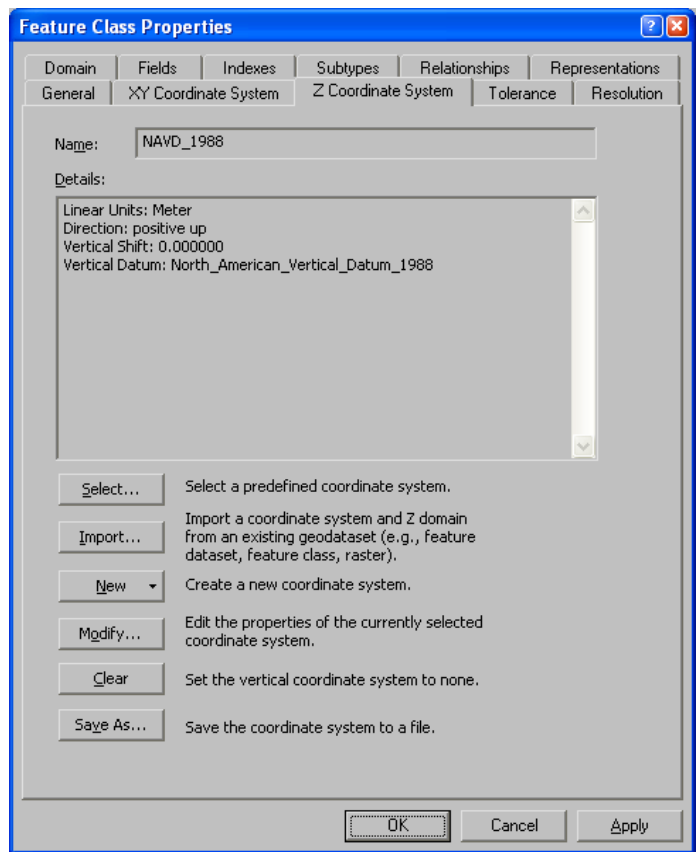 Feature Class Properties
Domain Fields Indexes Subtypes Relationships Representations
General XY Coordinate System Z Coordinate System Tolerance Resolution
Name: NAVD_1988
Details:
Linear Units: Meter
Direction: positive up
Vertical Shift: 0.000000
Vertical Datum: North_American_Vertical_Datum_1988
Select... Select a predefined coordinate system.
Import... Import a coordinate system and Z domain
from an existing geodataset (e.g., feature
dataset, feature class, raster).
New Create a new coordinate system.
Modify... Edit the properties of the currently selected
coordinate system.
Clear Set the vertical coordinate system to none.
Save As... Save the coordinate system to a file.
OK Cancel Apply